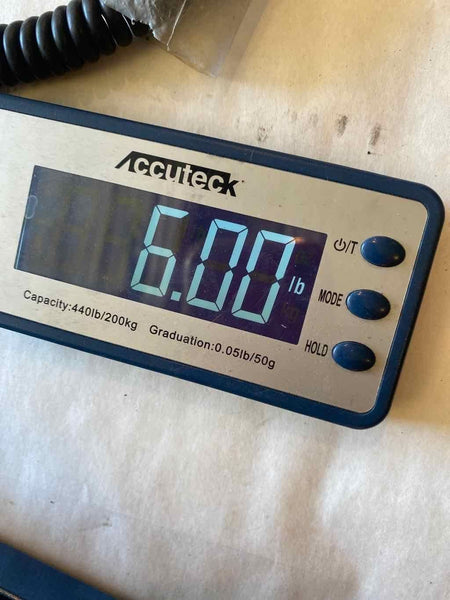 Accuteck
6.00 lb
⏻/T
MODE
HOLD
Capacity:440lb/200kg Graduation:0.05lb/50g